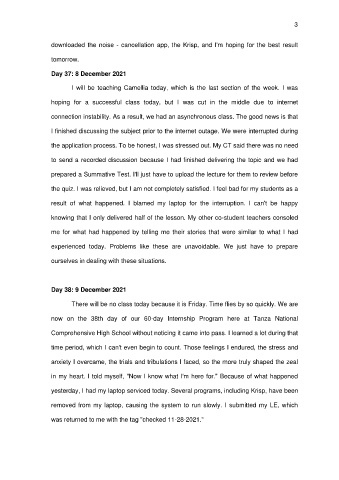 3
downloaded the noise - cancellation app, the Krisp, and I'm hoping for the best result
tomorrow.
Day 37: 8 December 2021
I will be teaching Camellia today, which is the last section of the week. I was
hoping for a successful class today, but I was cut in the middle due to internet
connection instability. As a result, we had an asynchronous class. The good news is that
I finished discussing the subject prior to the internet outage. We were interrupted during
the application process. To be honest, I was stressed out. My CT said there was no need
to send a recorded discussion because I had finished delivering the topic and we had
prepared a Summative Test. I'll just have to upload the lecture for them to review before
the quiz. I was relieved, but I am not completely satisfied. I feel bad for my students as a
result of what happened. I blamed my laptop for the interruption. I can't be happy
knowing that I only delivered half of the lesson. My other co-student teachers consoled
me for what had happened by telling me their stories that were similar to what I had
experienced today. Problems like these are unavoidable. We just have to prepare
ourselves in dealing with these situations.
Day 38: 9 December 2021
There will be no class today because it is Friday. Time flies by so quickly. We are
now on the 38th day of our 60-day Internship Program here at Tanza National
Comprehensive High School without noticing it came into pass. I learned a lot during that
time period, which I can't even begin to count. Those feelings I endured, the stress and
anxiety I overcame, the trials and tribulations I faced, so the more truly shaped the zeal
in my heart. I told myself, "Now I know what I'm here for." Because of what happened
yesterday, I had my laptop serviced today. Several programs, including Krisp, have been
removed from my laptop, causing the system to run slowly. I submitted my LE, which
was returned to me with the tag "checked 11-28-2021."